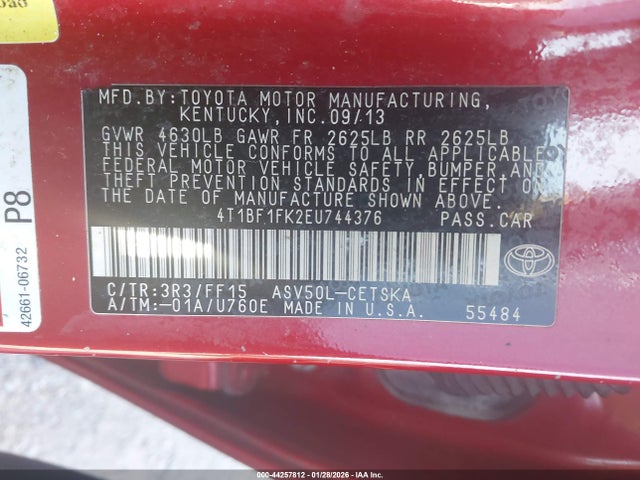 MFD.BY:TOYOTA MOTOR MANUFACTURING,
KENTUCKY, INC. 09/13
GVWR 4630LB GAWR FR 2625LB RR 2625LB
THIS VEHICLE CONFORMS TO ALL APPLICABLE
FEDERAL MOTOR VEHICLE SAFETY, BUMPER, AND
THEFT PREVENTION STANDARDS IN EFFECT ON
THE DATE OF MANUFACTURE SHOWN ABOVE.
4T1BF1FK2EU744376 PASS.CAR
C/TR:3R3/FF15 ASV50L-CETSKA
A/TM:-01A/U760E MADE IN U.S.A. 55484
P8
42661-06732
000-44257812 | 01/28/2026 - IAA